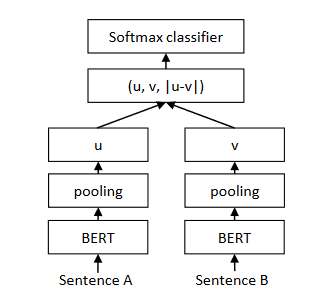 Softmax classifier
(u, v, |u-v|)
u
v
pooling
pooling
BERT
BERT
Sentence A
Sentence B